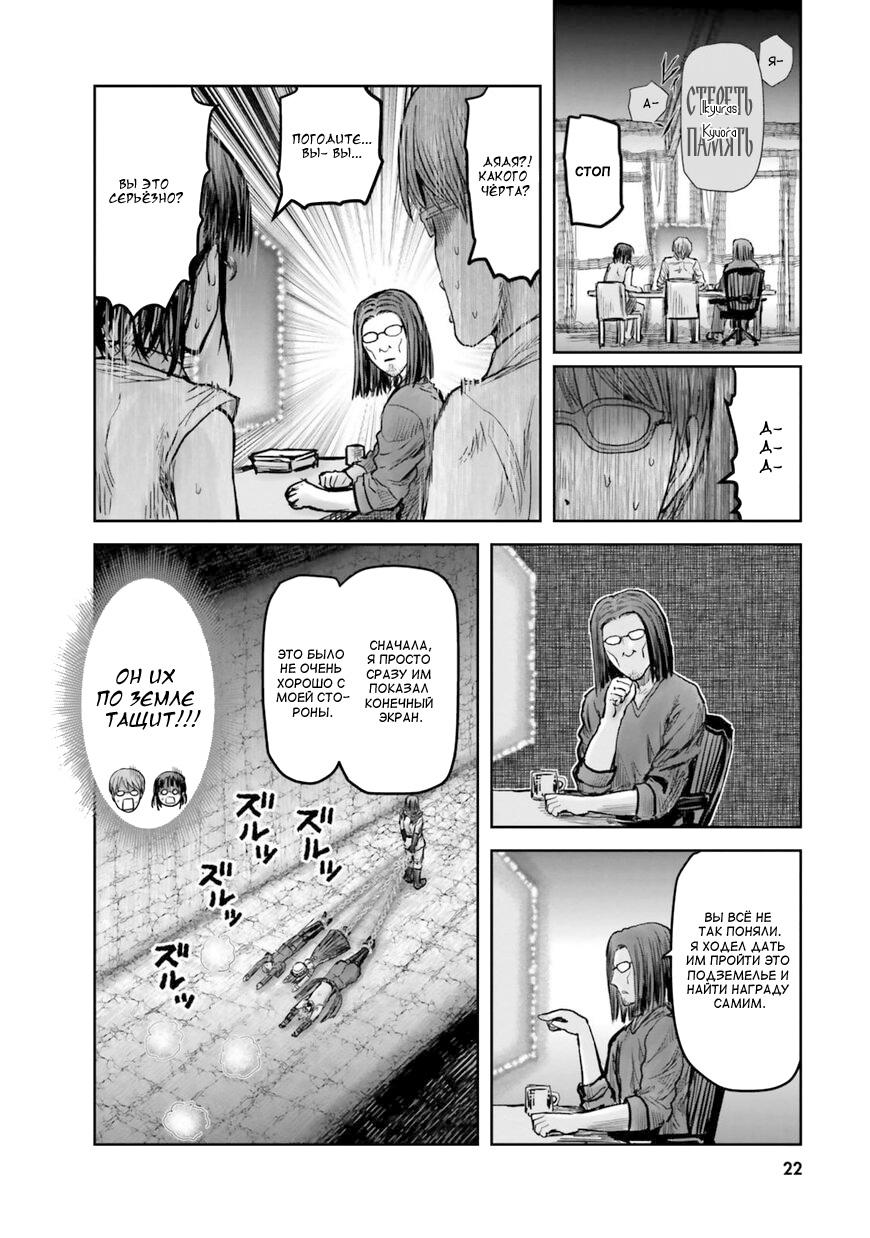 Я-
СТЕРЕТЬ
Ikyuras
Kyuora
ПАМЯТЬ
А-
СТОП
Д-
Д-
Д-
ДЯДЯ?!
КАКОГО
ЧЁРТА?
ПОГОДИТЕ...
ВЫ- ВЫ...
ВЫ ЭТО
СЕРЬЁЗНО?
ВЫ ВСЁ НЕ
ТАК ПОНЯЛИ.
Я ХОДЕЛ ДАТЬ
ИМ ПРОЙТИ ЭТО
ПОДЗЕМЕЛЬЕ И
НАЙТИ НАГРАДУ
САМИМ.
СНАЧАЛА,
Я ПРОСТО
СРАЗУ ИМ
ПОКАЗАЛ
КОНЕЧНЫЙ
ЭКРАН.
ЭТО БЫЛО
НЕ ОЧЕНЬ
ХОРОШО С
МОЕЙ СТО-
РОНЫ.
ОН ИХ
ПО ЗЕМЛЕ
ТАЩИТ!!!
ズルッ
ズルッ
ズルッ
ズルッ
22